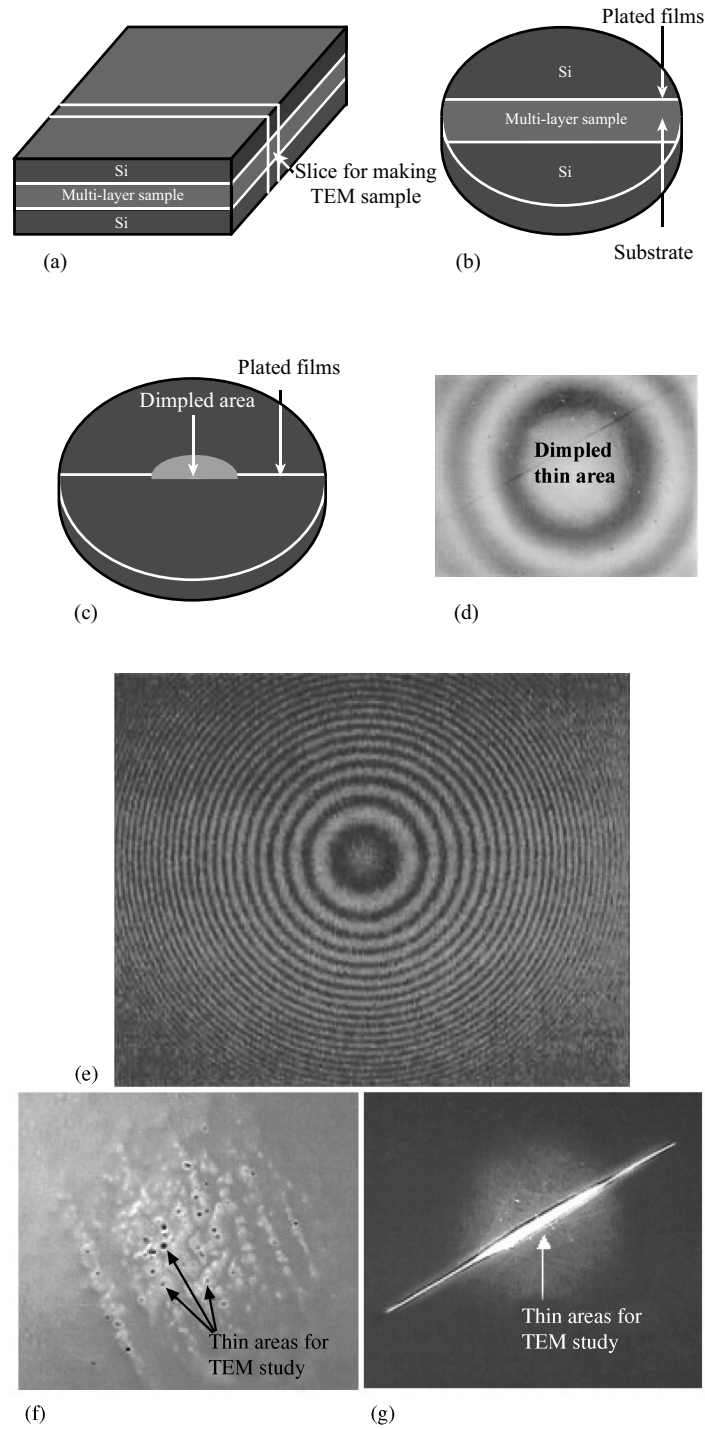 Si
Multi-layer sample
Si
Slice for making
TEM sample
(a)
Plated films
Si
Multi-layer sample
Si
Substrate
(b)
Plated films
Dimpled area
(c)
Dimpled
thin area
(d)
(e)
Thin areas for
TEM study
(f)
Thin areas for
TEM study
(g)